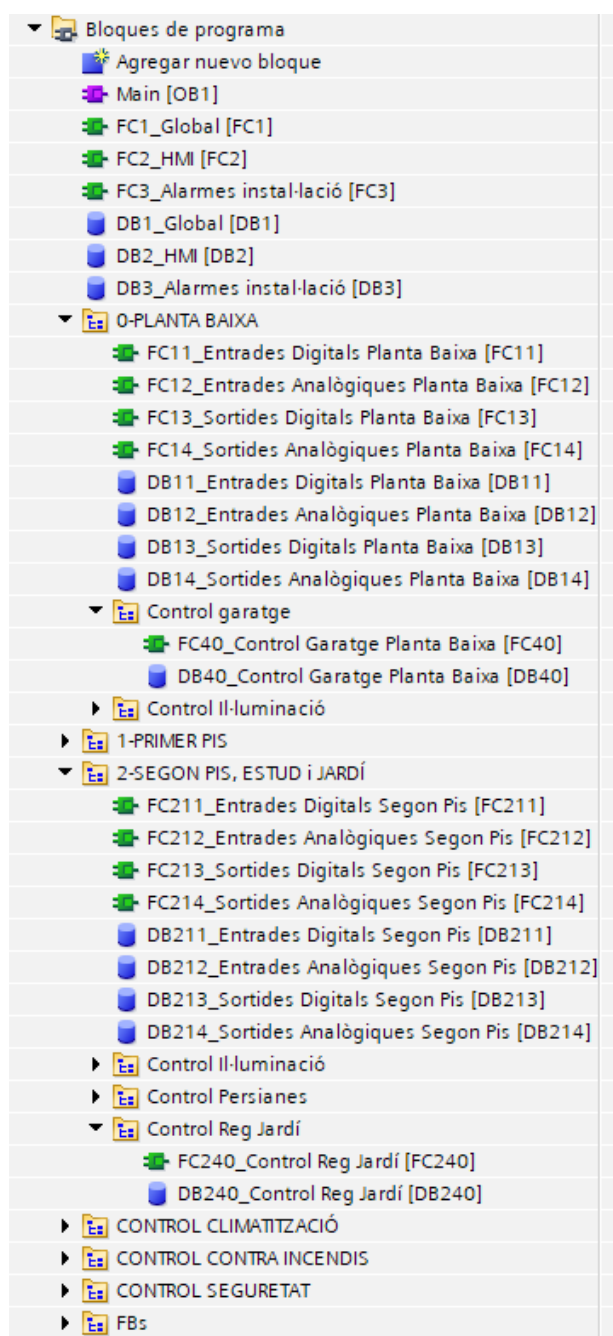 Bloques de programa
Agregar nuevo bloque
Main [OB1]
FC1_Global [FC1]
FC2_HMI [FC2]
FC3_Alarmes instal·lació [FC3]
DB1_Global [DB1]
DB2_HMI [DB2]
DB3_Alarmes instal·lació [DB3]
0-PLANTA BAIXA
FC11_Entrades Digitals Planta Baixa [FC11]
FC12_Entrades Analògiques Planta Baixa [FC12]
FC13_Sortides Digitals Planta Baixa [FC13]
FC14_Sortides Analògiques Planta Baixa [FC14]
DB11_Entrades Digitals Planta Baixa [DB11]
DB12_Entrades Analògiques Planta Baixa [DB12]
DB13_Sortides Digitals Planta Baixa [DB13]
DB14_Sortides Analògiques Planta Baixa [DB14]
Control garatge
FC40_Control Garatge Planta Baixa [FC40]
DB40_Control Garatge Planta Baixa [DB40]
Control Il·luminació
1-PRIMER PIS
2-SEGON PIS, ESTUD i JARDÍ
FC211_Entrades Digitals Segon Pis [FC211]
FC212_Entrades Analògiques Segon Pis [FC212]
FC213_Sortides Digitals Segon Pis [FC213]
FC214_Sortides Analògiques Segon Pis [FC214]
DB211_Entrades Digitals Segon Pis [DB211]
DB212_Entrades Analògiques Segon Pis [DB212]
DB213_Sortides Digitals Segon Pis [DB213]
DB214_Sortides Analògiques Segon Pis [DB214]
Control Il·luminació
Control Persianes
Control Reg Jardí
FC240_Control Reg Jardí [FC240]
DB240_Control Reg Jardí [DB240]
CONTROL CLIMATITZACIÓ
CONTROL CONTRA INCENDIS
CONTROL SEGURETAT
FBs